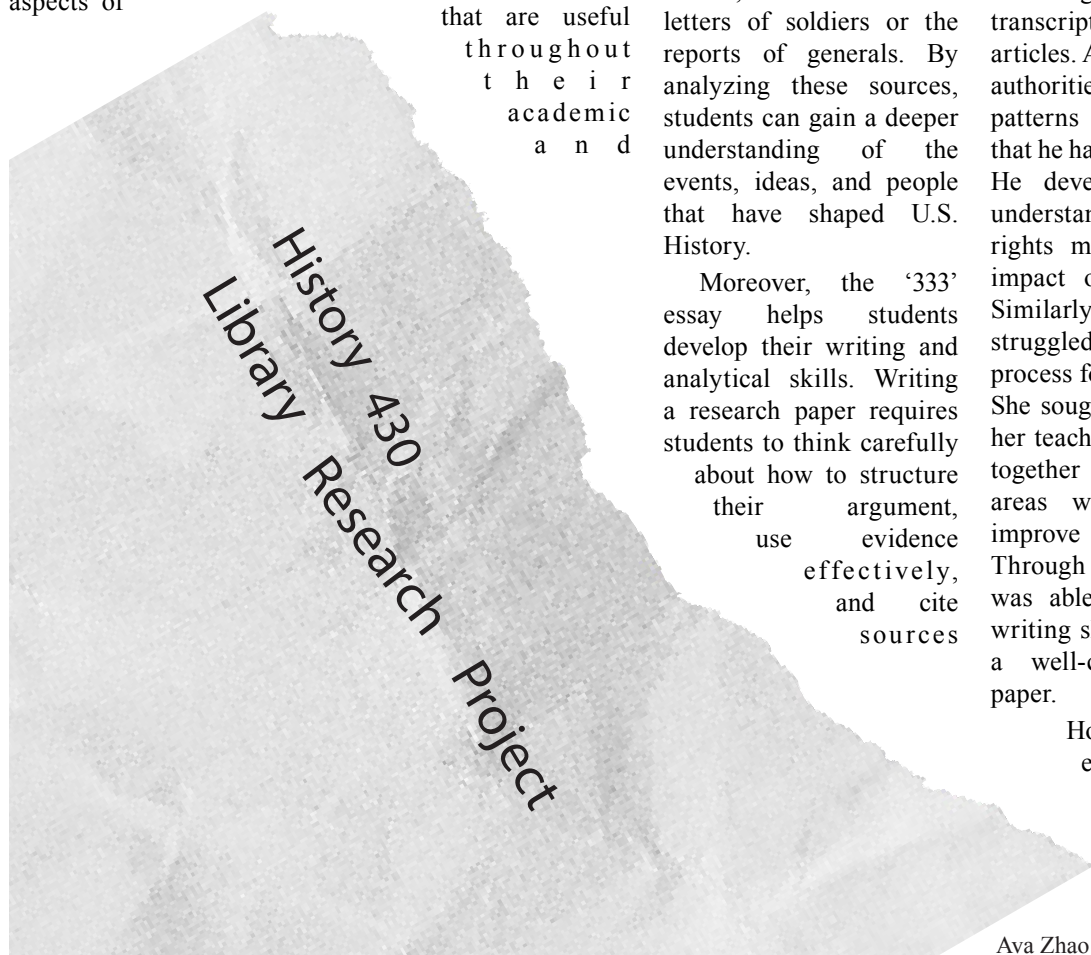 aspects of
that are useful
throughout
their
academic
and
letters of soldiers or the
reports of generals. By
analyzing these sources,
students can gain a deeper
understanding of the
events, ideas, and people
that have shaped U.S.
History.
Moreover, the ‘333’
essay helps students
develop their writing and
analytical skills. Writing
a research paper requires
students to think carefully
about how to structure
their argument,
use evidence
effectively,
and cite
sources
transcript
articles. A
authoritie
patterns
that he ha
He deve
understan
rights m
impact o
Similarly
struggled
process fo
She soug
her teach
together
areas w
improve
Through
was able
writing s
a well-c
paper.
Ho
e
History 430
Library Research Project
Ava Zhao